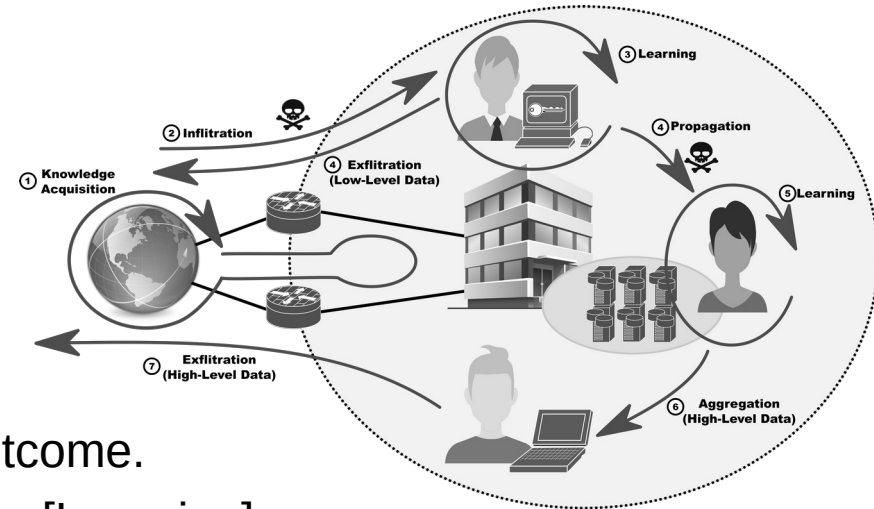 ③ Learning
② Inflitration
④ Propagation
④ Exflitration
(Low-Level Data)
① Knowledge
Acquisition
⑤ Learning
Exflitration
⑦ (High-Level Data)
⑥ Aggregation
(High-Level Data)
tcome.